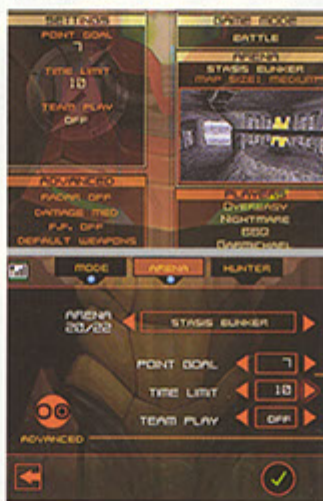 SETTINGS
POINT GOAL
7
TIME LIMIT
10
TEAM PLAY
OFF
ADVANCED
RADAR OFF
DAMAGE MED
F.F. OFF
DEFAULT WEAPONS
GAME MODE
BATTLE
ARENA
STASIS BUNKER
MAP SIZE: MEDIUM
PLAYERS
OVEREASY
NIGHTMARE
GARMICHAEL
MODE
ARENA
HUNTER
ARENA
20/22
STASIS BUNKER
POINT GOAL
7
TIME LIMIT
10
TEAM PLAY
OFF
ADVANCED